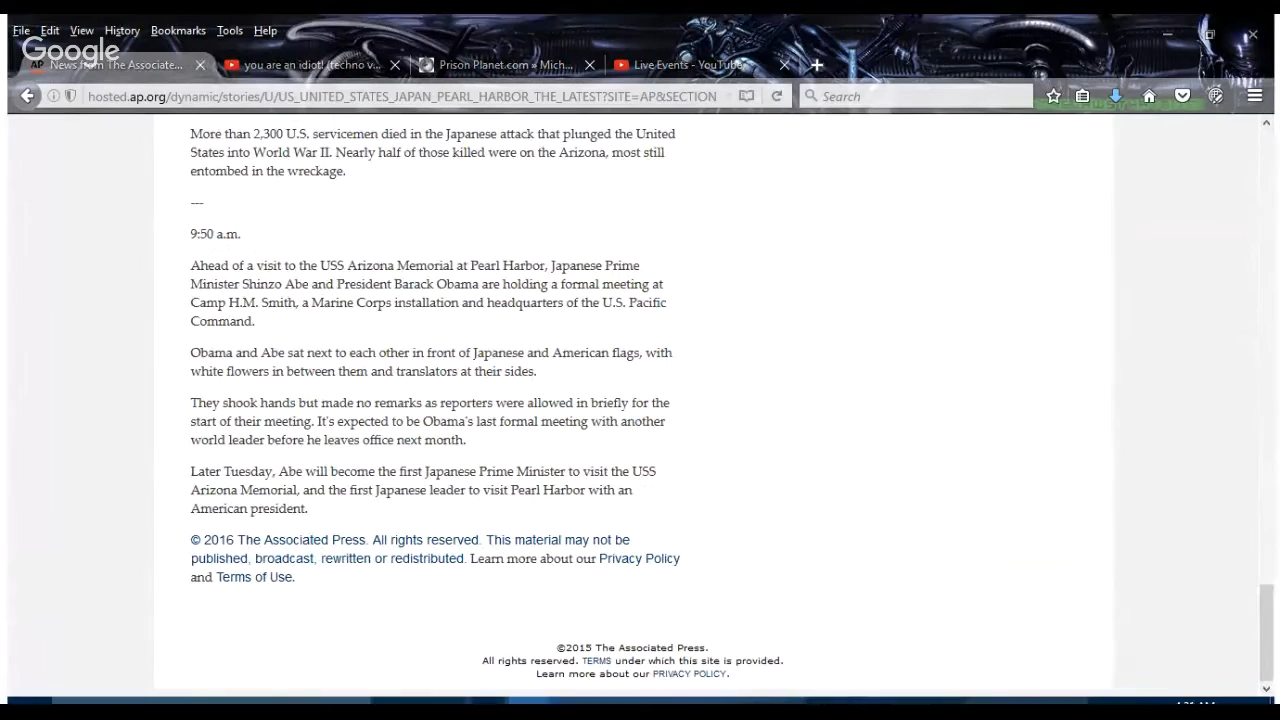 File Edit View History Bookmarks Tools Help
Google
News from The Associate...
you are an idiot! (techno v...
Prison Planet.com » Mich...
Live Events - YouTube
hosted.ap.org/dynamic/stories/U/US_UNITED_STATES_JAPAN_PEARL_HARBOR_THE_LATEST?SITE=AP&SECTION
Search
More than 2,300 U.S. servicemen died in the Japanese attack that plunged the United
States into World War II. Nearly half of those killed were on the Arizona, most still
entombed in the wreckage.
---
9:50 a.m.
Ahead of a visit to the USS Arizona Memorial at Pearl Harbor, Japanese Prime
Minister Shinzo Abe and President Barack Obama are holding a formal meeting at
Camp H.M. Smith, a Marine Corps installation and headquarters of the U.S. Pacific
Command.
Obama and Abe sat next to each other in front of Japanese and American flags, with
white flowers in between them and translators at their sides.
They shook hands but made no remarks as reporters were allowed in briefly for the
start of their meeting. It's expected to be Obama's last formal meeting with another
world leader before he leaves office next month.
Later Tuesday, Abe will become the first Japanese Prime Minister to visit the USS
Arizona Memorial, and the first Japanese leader to visit Pearl Harbor with an
American president.
© 2016 The Associated Press. All rights reserved. This material may not be
published, broadcast, rewritten or redistributed. Learn more about our Privacy Policy
and Terms of Use.
©2015 The Associated Press.
All rights reserved. TERMS under which this site is provided.
Learn more about our PRIVACY POLICY.